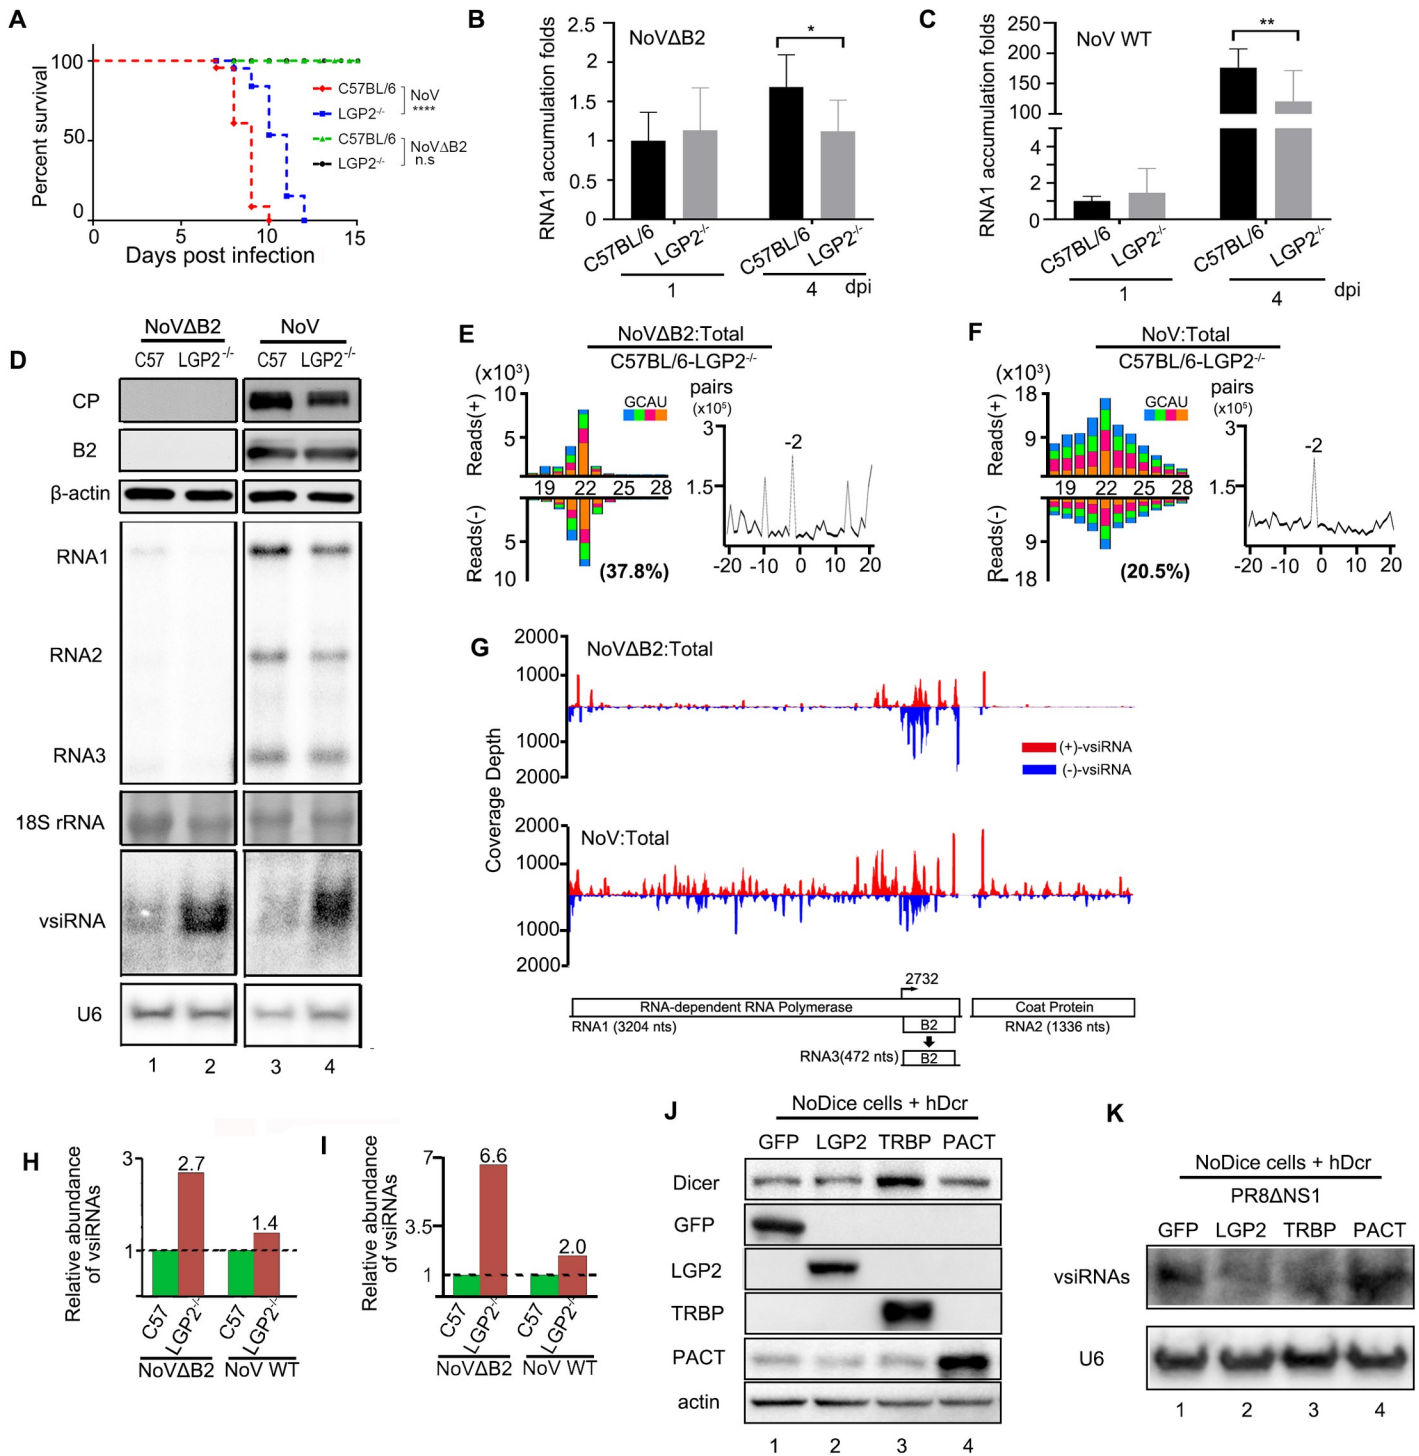 A
100
50
0
Percent survival
0 5 10 15
Days post infection
C57BL/6
LGP2-/-
NoV
****
C57BL/6
LGP2-/-
NoVΔB2
n.s
B
NoVΔB2
*
RNA1 accumulation folds
2.5
2
1.5
1
0.5
0
C57BL/6 LGP2-/- C57BL/6 LGP2-/-
1 4 dpi
C
NoV WT
**
RNA1 accumulation folds
250
200
150
100
4
2
0
C57BL/6 LGP2-/- C57BL/6 LGP2-/-
1 4 dpi
D
NoVΔB2 NoV
C57 LGP2-/- C57 LGP2-/-
CP
B2
β-actin
RNA1
RNA2
RNA3
18S rRNA
vsiRNA
U6
1 2 3 4
E
NoVΔB2:Total
C57BL/6-LGP2-/-
(x10³)
10
5
Reads(+)
GCAU
19 22 25 28
Reads(-)
5
10
(37.8%)
pairs
(x10⁵)
3
1.5
-2
-20 -10 0 10 20
F
NoV:Total
C57BL/6-LGP2-/-
(x10³)
18
9
Reads(+)
GCAU
19 22 25 28
Reads(-)
9
18
(20.5%)
pairs
(x10⁵)
3
1.5
-2
-20 -10 0 10 20
G
Coverage Depth
NoVΔB2:Total
2000
1000
1000
2000
(+)-vsiRNA
(-)-vsiRNA
NoV:Total
2000
1000
1000
2000
2732
RNA-dependent RNA Polymerase
Coat Protein
RNA1 (3204 nts)
B2
RNA2 (1336 nts)
RNA3(472 nts)
B2
H
Relative abundance
of vsiRNAs
3
1
2.7
1.4
C57 LGP2-/- C57 LGP2-/-
NoVΔB2 NoV WT
I
Relative abundance
of vsiRNAs
7
3.5
1
6.6
2.0
C57 LGP2-/- C57 LGP2-/-
NoVΔB2 NoV WT
J
NoDice cells + hDcr
GFP LGP2 TRBP PACT
Dicer
GFP
LGP2
TRBP
PACT
actin
1 2 3 4
K
NoDice cells + hDcr
PR8ΔNS1
GFP LGP2 TRBP PACT
vsiRNAs
U6
1 2 3 4